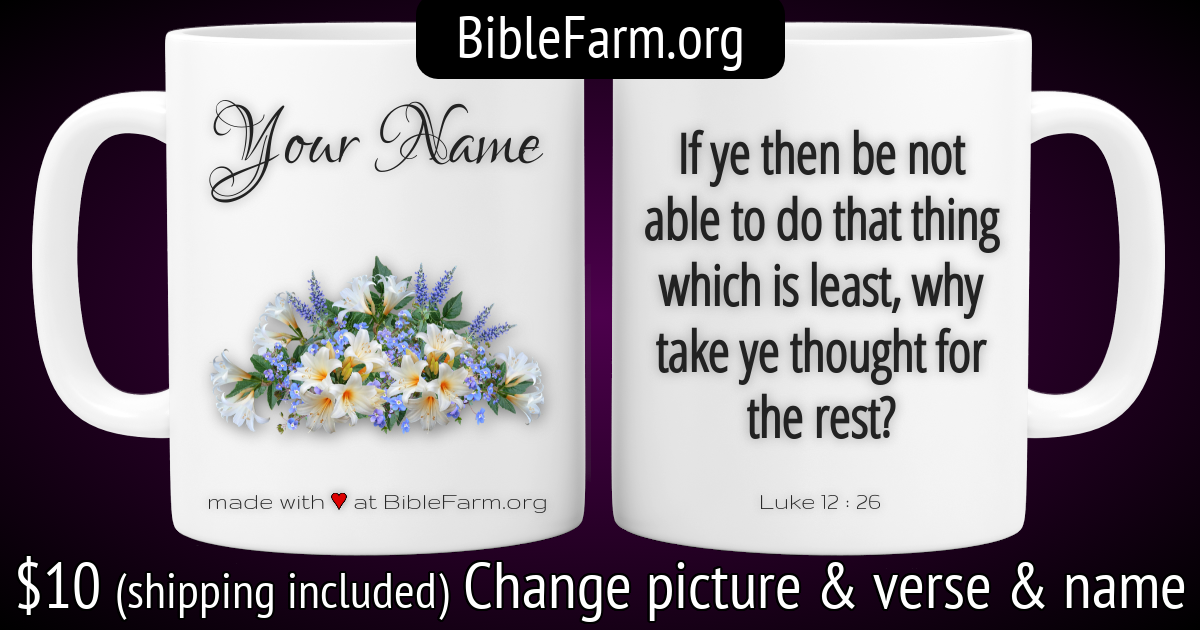 BibleFarm.org
Your Name
made with ♥ at BibleFarm.org
If ye then be not
able to do that thing
which is least, why
take ye thought for
the rest?
Luke 12 : 26
$10 (shipping included) Change picture & verse & name